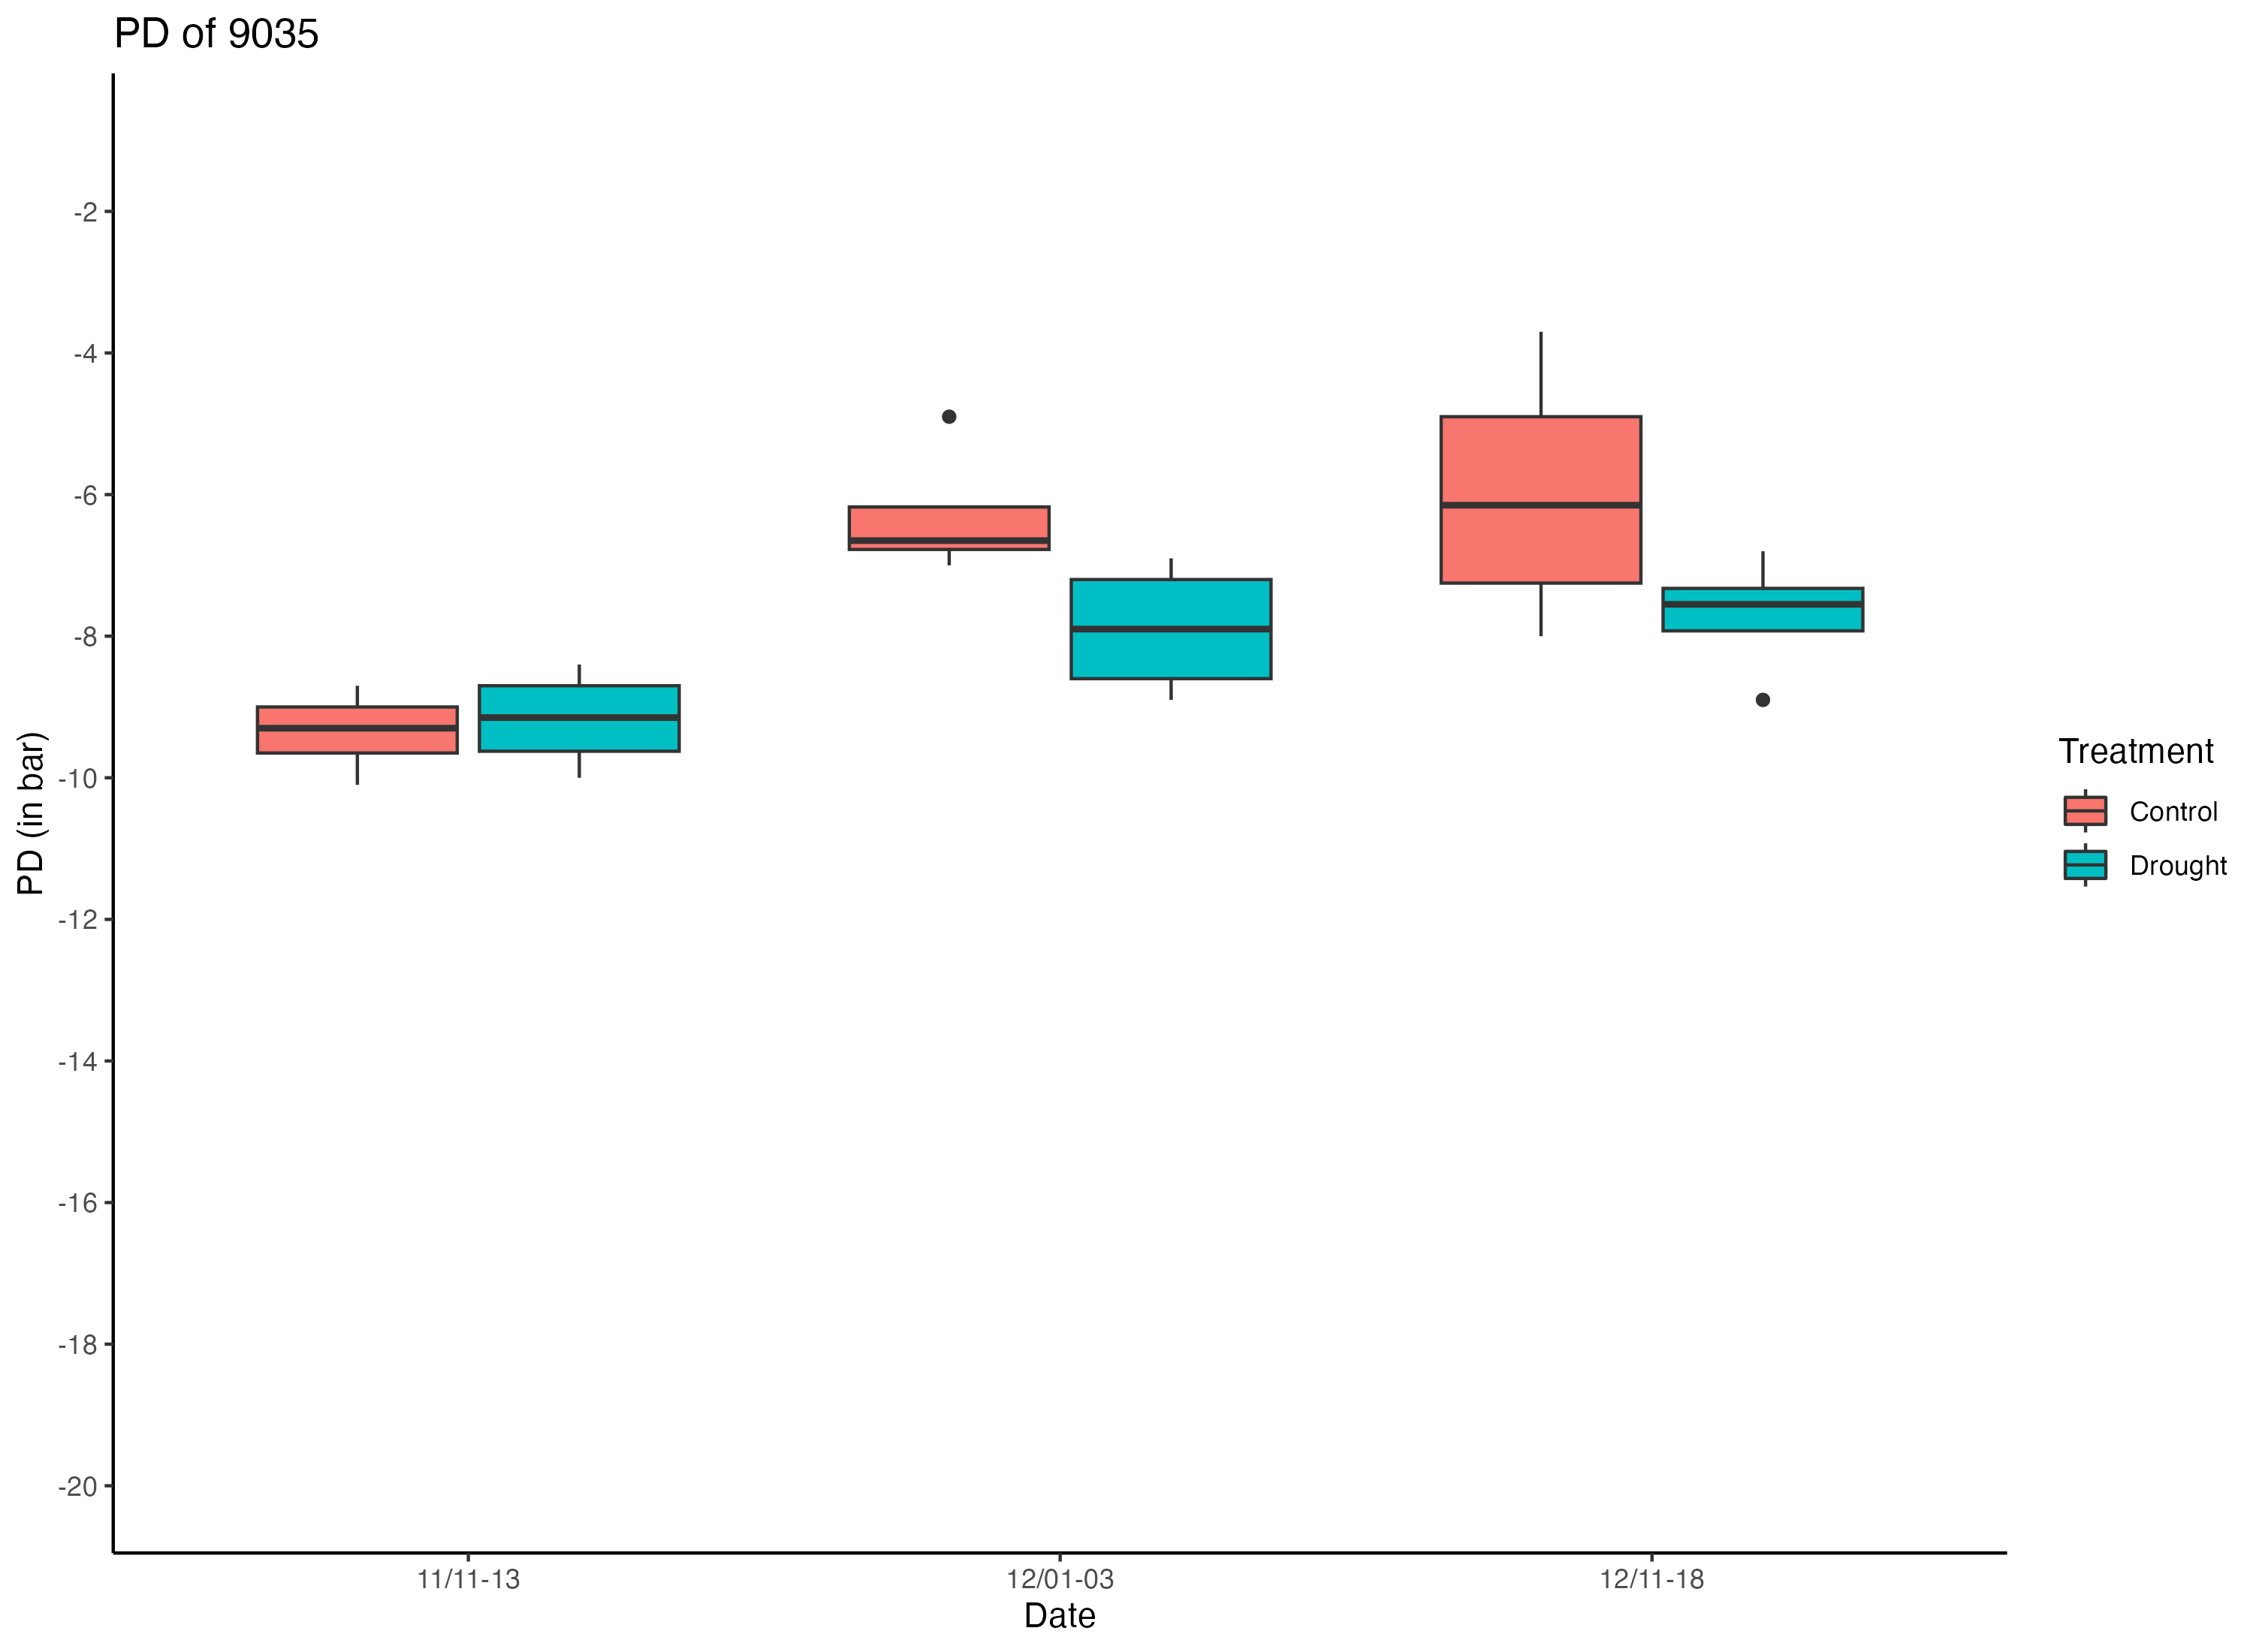 PD of 9035
PD (in bar)
-2
-4
-6
-8
-10
-12
-14
-16
-18
-20
11/11-13
12/01-03
12/11-18
Date
Treatment
Control
Drought